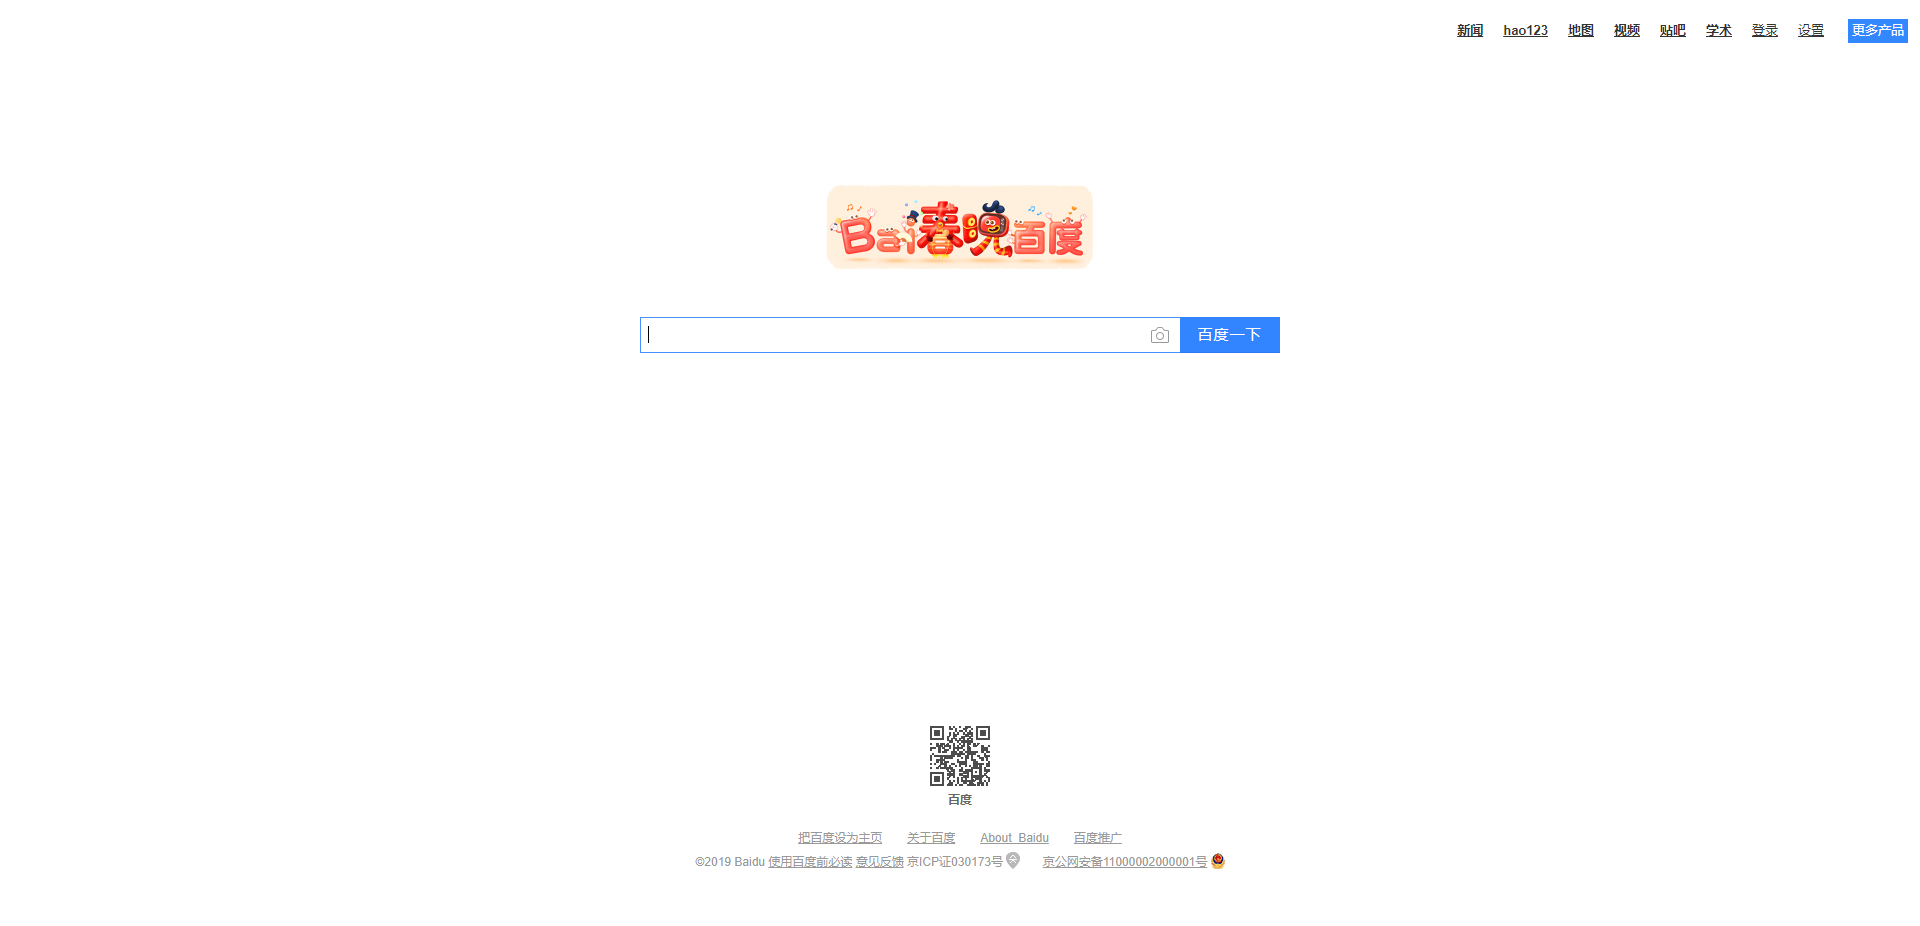 新闻 hao123 地图 视频 贴吧 学术 登录 设置 更多产品
Bai春晚百度
百度一下
百度
把百度设为主页 关于百度 About Baidu 百度推广
©2019 Baidu 使用百度前必读 意见反馈 京ICP证030173号 京公网安备11000002000001号